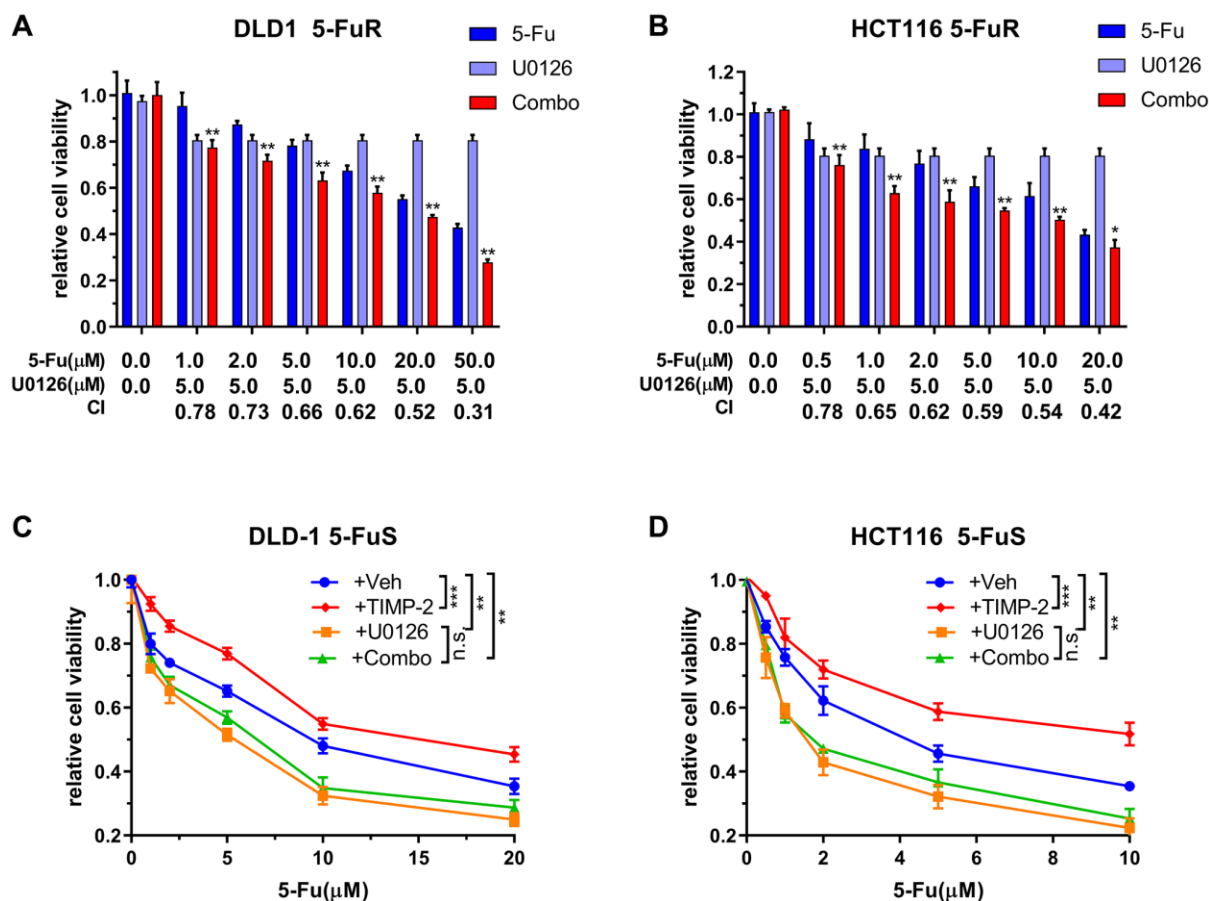 A
DLD1 5-FuR
5-Fu
U0126
Combo
relative cell viability
1.0
0.8
0.6
0.4
0.2
0.0
** ** ** ** ** **
5-Fu(μM) 0.0 1.0 2.0 5.0 10.0 20.0 50.0
U0126(μM) 0.0 5.0 5.0 5.0 5.0 5.0 5.0
CI 0.78 0.73 0.66 0.62 0.52 0.31
B
HCT116 5-FuR
5-Fu
U0126
Combo
relative cell viability
1.2
1.0
0.8
0.6
0.4
0.2
0.0
** ** ** ** ** *
5-Fu(μM) 0.0 0.5 1.0 2.0 5.0 10.0 20.0
U0126(μM) 0.0 5.0 5.0 5.0 5.0 5.0 5.0
CI 0.78 0.65 0.62 0.59 0.54 0.42
C
DLD-1 5-FuS
+Veh
+TIMP-2
+U0126
+Combo
***
n.s.
**
**
relative cell viability
1.0
0.8
0.6
0.4
0.2
0 5 10 15 20
5-Fu(μM)
D
HCT116 5-FuS
+Veh
+TIMP-2
+U0126
+Combo
***
n.s
**
**
relative cell viability
1.0
0.8
0.6
0.4
0.2
0 2 4 6 8 10
5-Fu(μM)